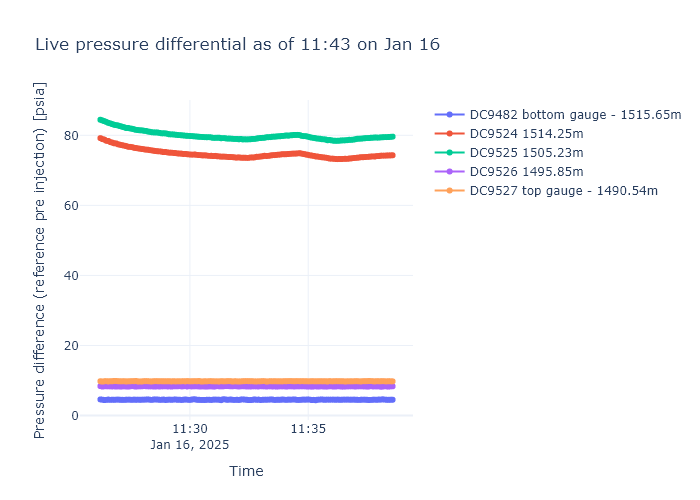 Live pressure differential as of 11:43 on Jan 16
Pressure difference (reference pre injection) [psia]
80
60
40
20
0
11:30
Jan 16, 2025
11:35
Time
DC9482 bottom gauge - 1515.65m
DC9524 1514.25m
DC9525 1505.23m
DC9526 1495.85m
DC9527 top gauge - 1490.54m